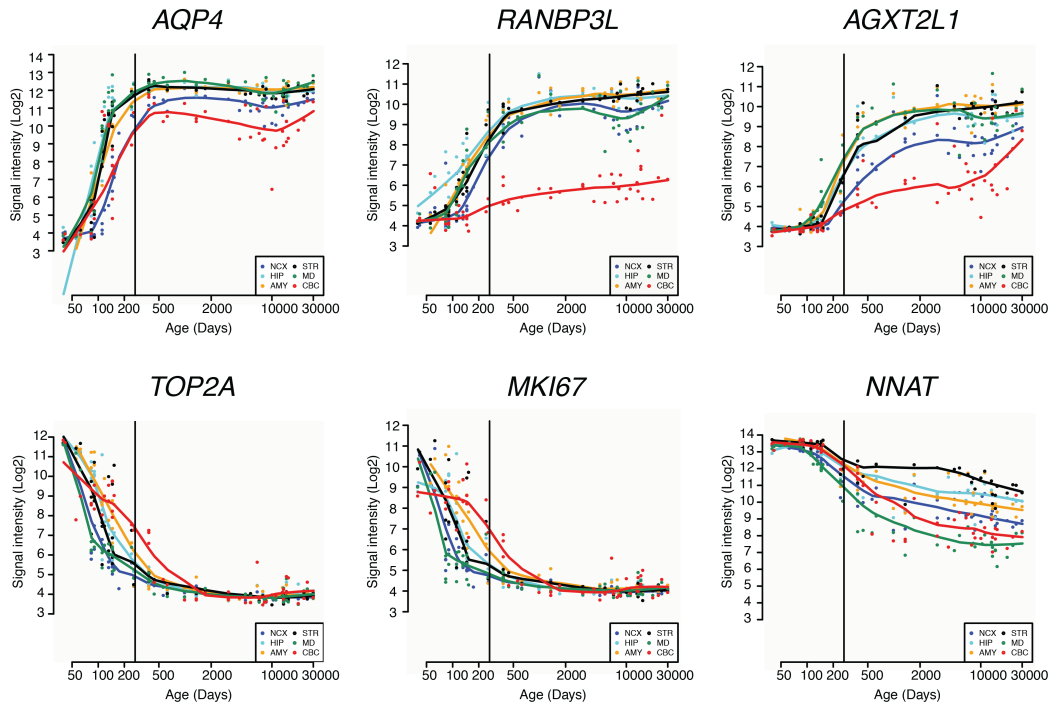 AQP4 RANBP3L AGXT2L1
Signal intensity (Log2) 14 13 12 11 10 9 8 7 6 5 4 3
Signal intensity (Log2) 12 11 10 9 8 7 6 5 4 3
Signal intensity (Log2) 12 11 10 9 8 7 6 5 4 3
NCX STR NCX STR NCX STR
HIP MD HIP MD HIP MD
AMY CBC AMY CBC AMY CBC
50 100 200 500 2000 10000 30000 50 100 200 500 2000 10000 30000 50 100 200 500 2000 10000 30000
Age (Days) Age (Days) Age (Days)
TOP2A MKI67 NNAT
Signal intensity (Log2) 12 11 10 9 8 7 6 5 4 3
Signal intensity (Log2) 12 11 10 9 8 7 6 5 4 3
Signal intensity (Log2) 14 13 12 11 10 9 8 7 6 5 4 3
NCX STR NCX STR NCX STR
HIP MD HIP MD HIP MD
AMY CBC AMY CBC AMY CBC
50 100 200 500 2000 10000 30000 50 100 200 500 2000 10000 30000 50 100 200 500 2000 10000 30000
Age (Days) Age (Days) Age (Days)